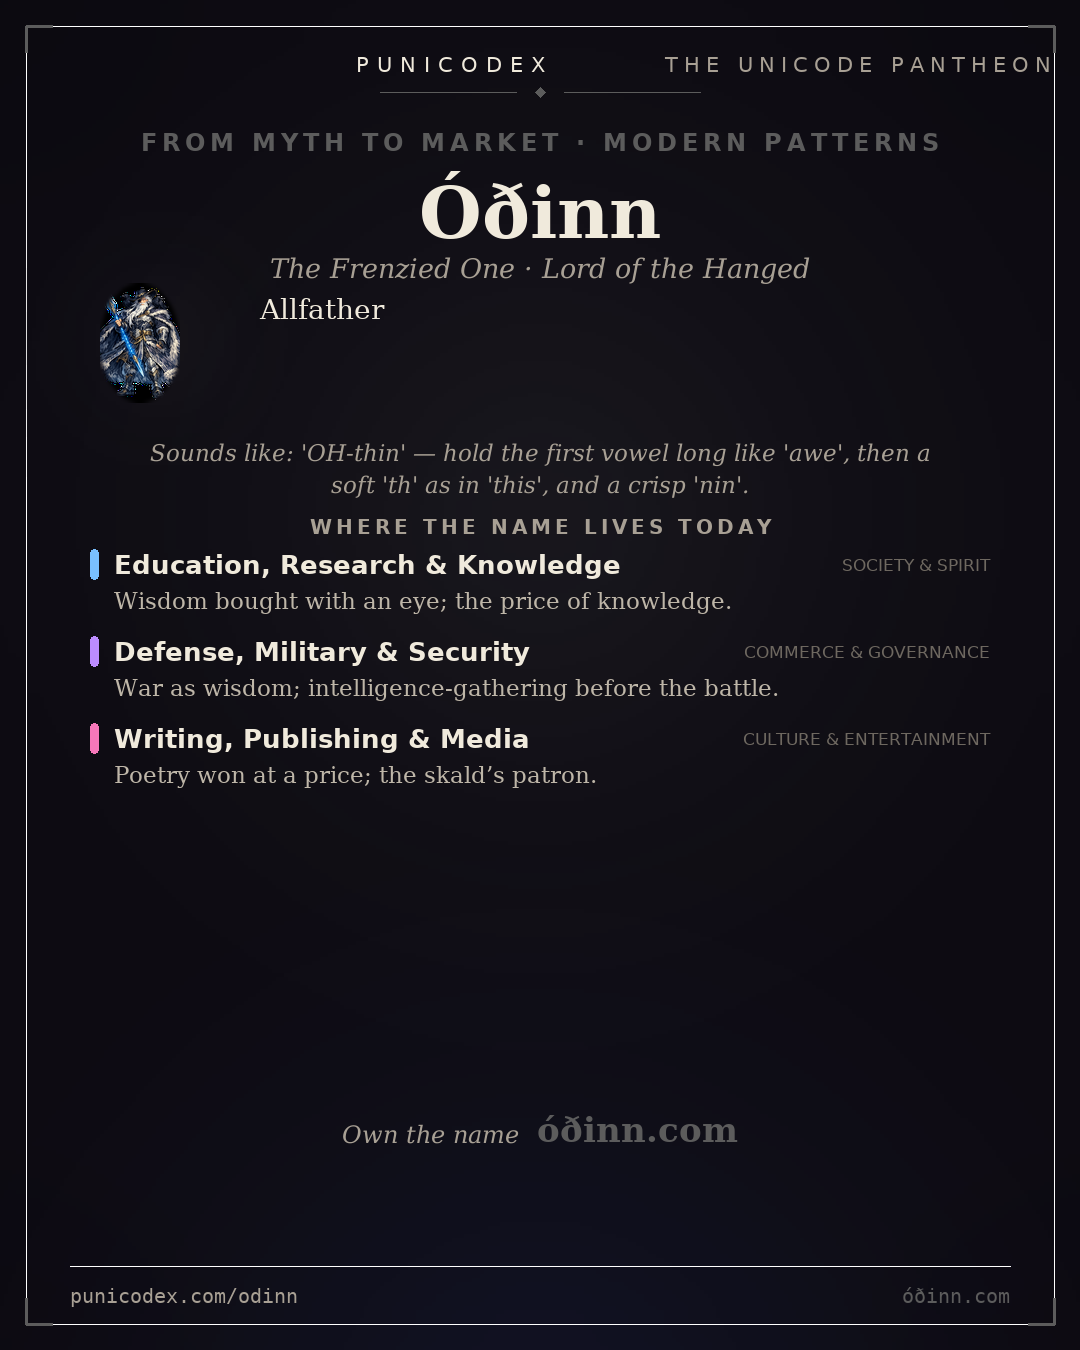 PUNICODEX THE UNICODE PANTHEON
FROM MYTH TO MARKET · MODERN PATTERNS
Óðinn
The Frenzied One · Lord of the Hanged
Allfather
Sounds like: 'OH-thin' — hold the first vowel long like 'awe', then a
soft 'th' as in 'this', and a crisp 'nin'.
WHERE THE NAME LIVES TODAY
Education, Research & Knowledge SOCIETY & SPIRIT
Wisdom bought with an eye; the price of knowledge.
Defense, Military & Security COMMERCE & GOVERNANCE
War as wisdom; intelligence-gathering before the battle.
Writing, Publishing & Media CULTURE & ENTERTAINMENT
Poetry won at a price; the skald’s patron.
Own the name óðinn.com
punicodex.com/odinn óðinn.com